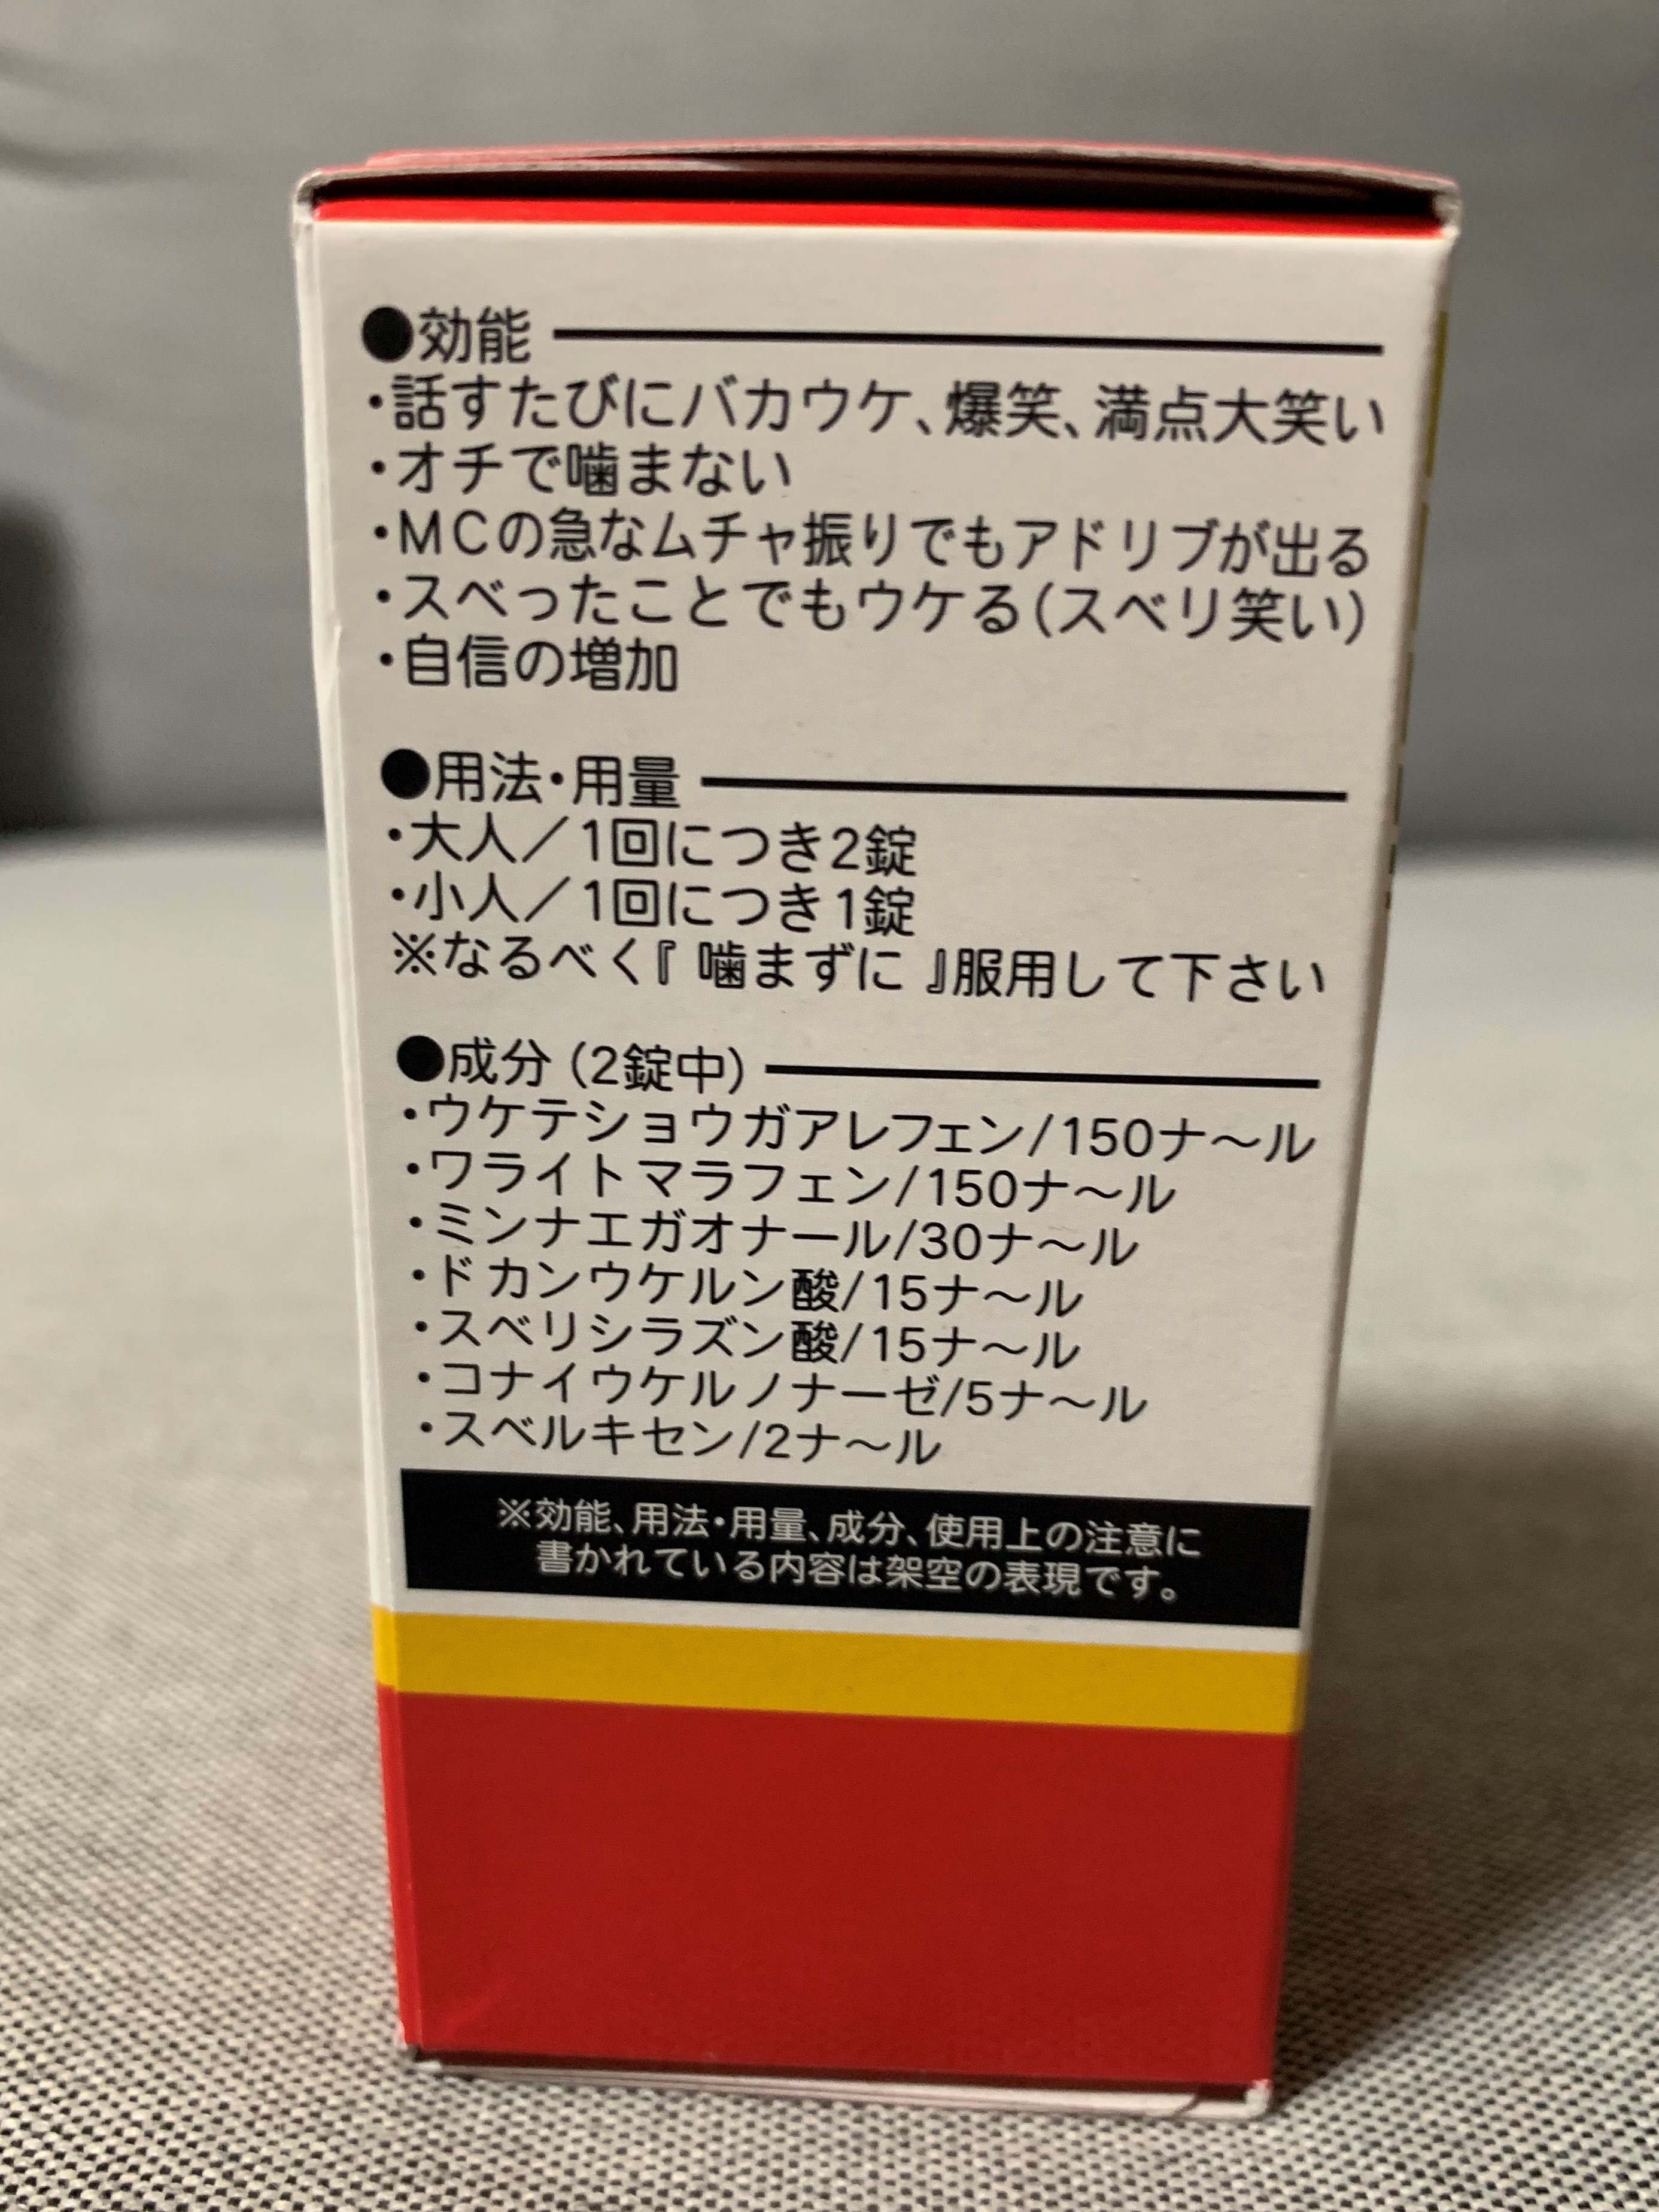 ●効能
・話すたびにバカウケ、爆笑、満点大笑い
・オチで噛まない
・MCの急なムチャ振りでもアドリブが出る
・スベったことでもウケる(スベリ笑い)
・自信の増加
●用法・用量
・大人／1回につき2錠
・小人／1回につき1錠
※なるべく『 噛まずに 』服用して下さい
●成分 (2錠中)
・ウケテショウガアレフェン/150ナ〜ル
・ワライトマラフェン/150ナ〜ル
・ミンナエガオナール/30ナ〜ル
・ドカンウケルン酸/15ナ〜ル
・スベリシラズン酸/15ナ〜ル
・コナイウケルノナーゼ/5ナ〜ル
・スベルキセン/2ナ〜ル
※効能、用法・用量、成分、使用上の注意に
書かれている内容は架空の表現です。